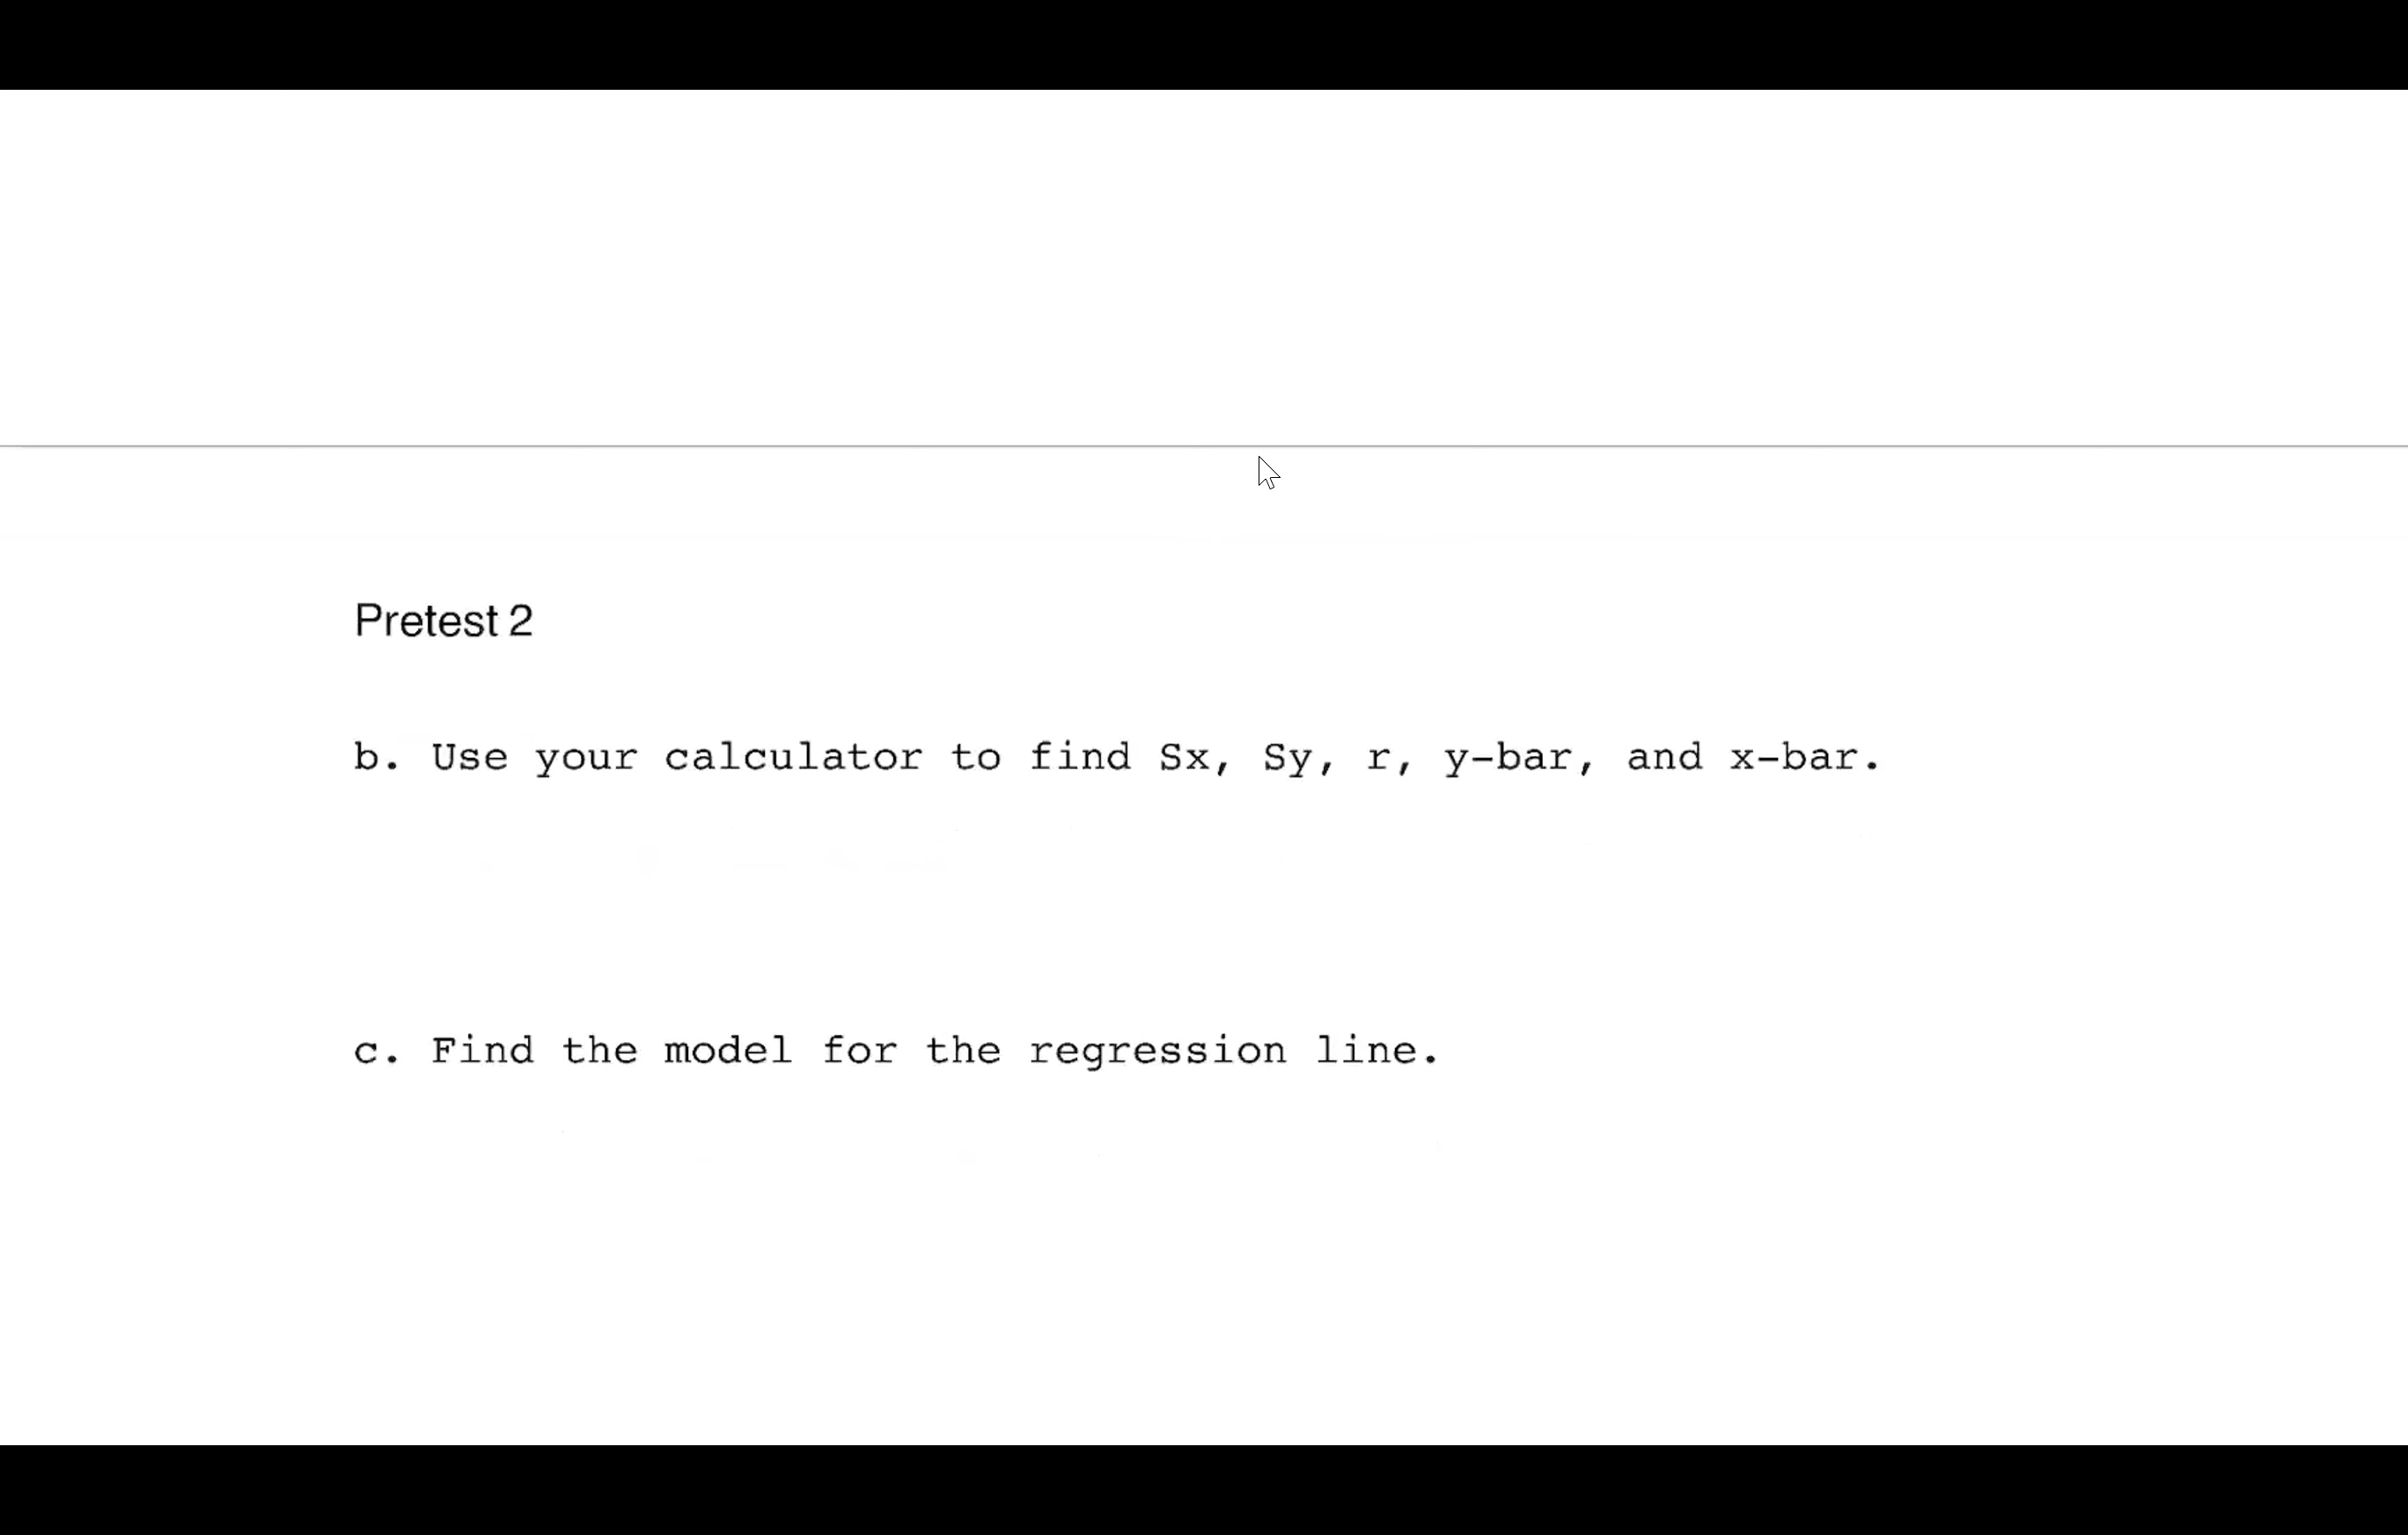 Pretest 2
b. Use your calculator to find Sx, Sy, r, y-bar, and x-bar.
c. Find the model for the regression line.